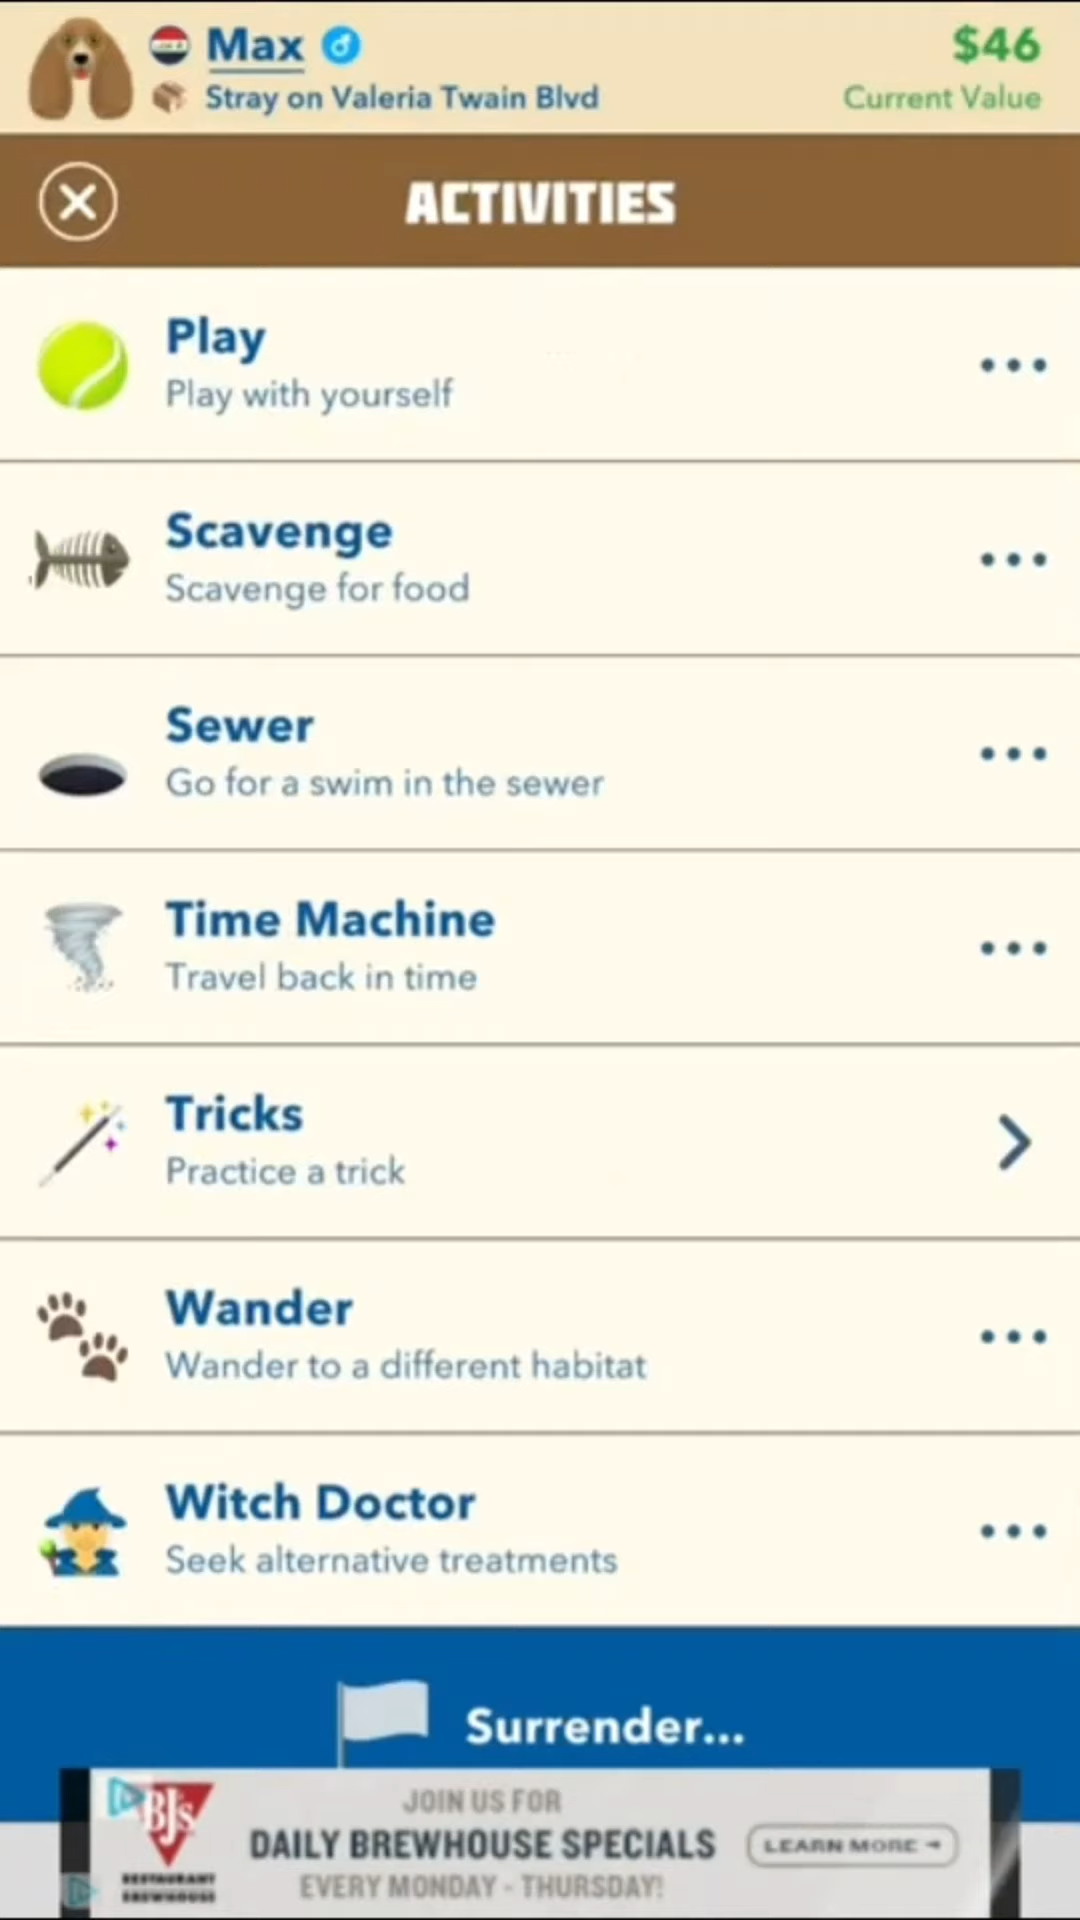 Max
$46
Stray on Valeria Twain Blvd
Current Value
ACTIVITIES
Play
Play with yourself
Scavenge
Scavenge for food
Sewer
Go for a swim in the sewer
Time Machine
Travel back in time
Tricks
Practice a trick
Wander
Wander to a different habitat
Witch Doctor
Seek alternative treatments
Surrender...
BJ's
RESTAURANT
BREWHOUSE
JOIN US FOR
DAILY BREWHOUSE SPECIALS
EVERY MONDAY - THURSDAY!
LEARN MORE →